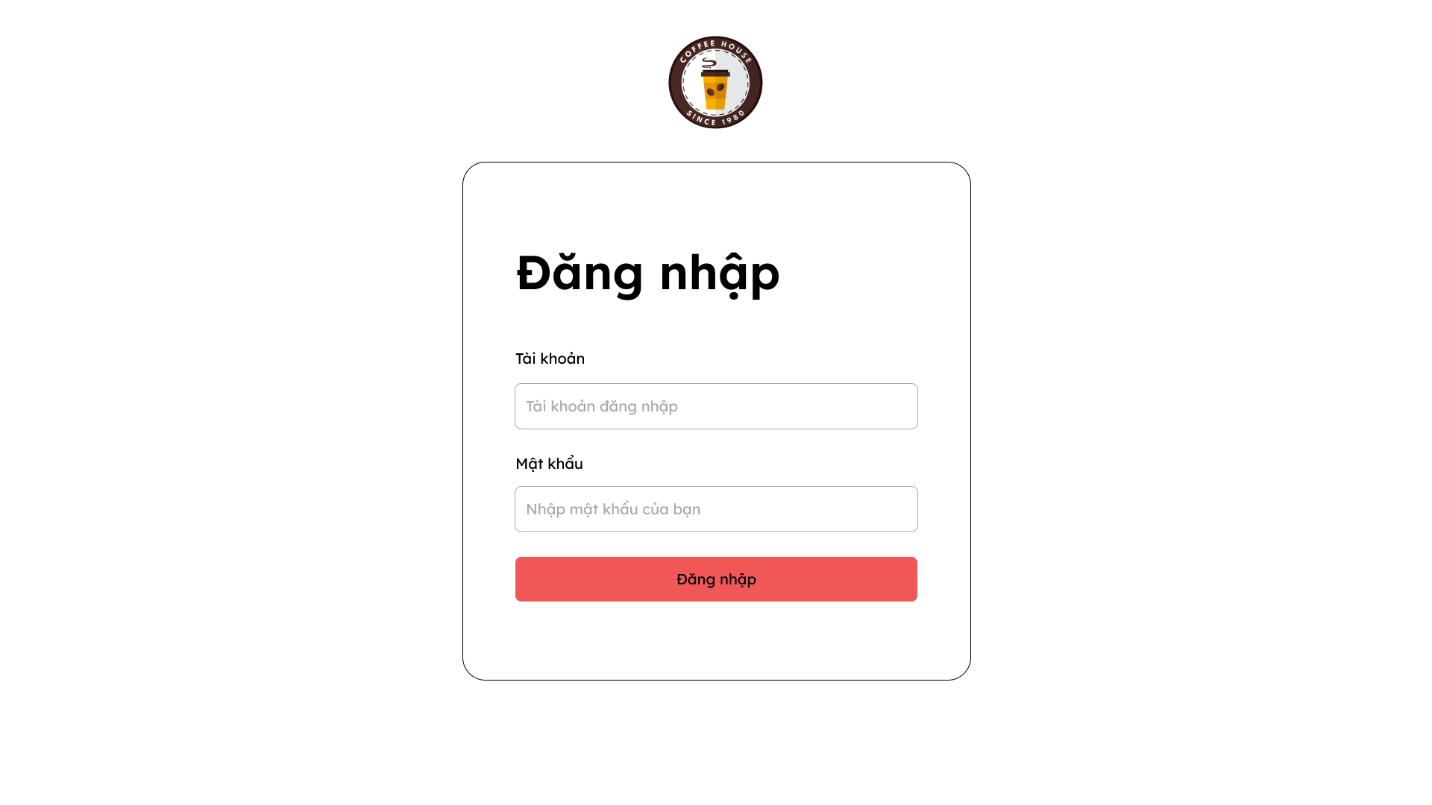 COFFEE HOUSE
SINCE 1980
Đăng nhập
Tài khoản
Tài khoản đăng nhập
Mật khẩu
Nhập mật khẩu của bạn
Đăng nhập